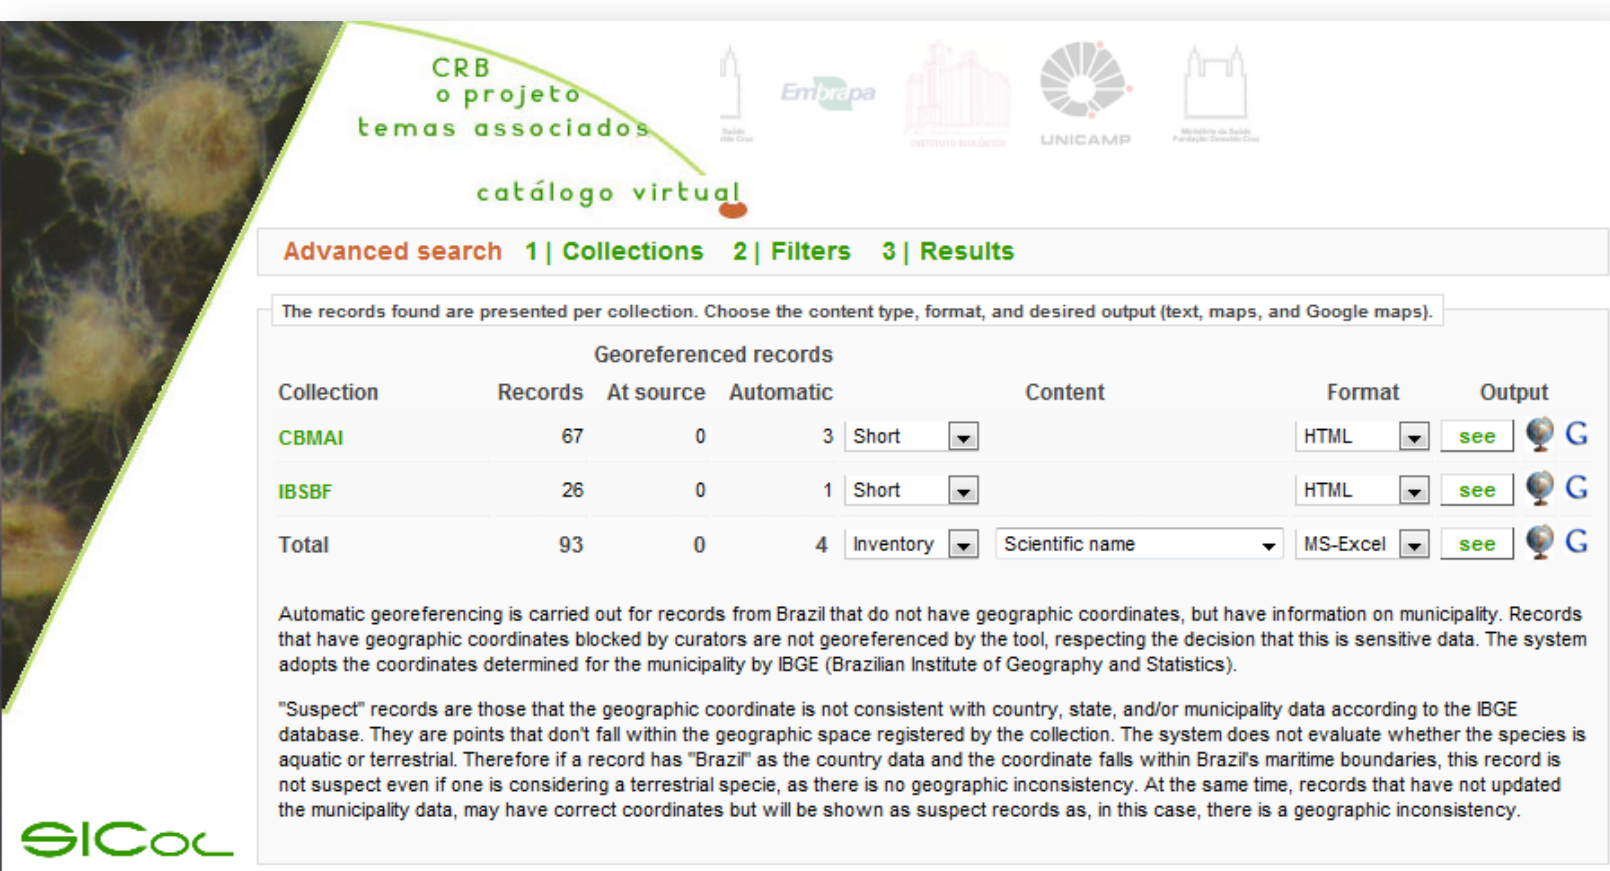 CRB
o projeto
temas associados
catálogo virtual
Embrapa
INSTITUTO BIOLÓGICO
UNICAMP
Ministério da Saúde
Fundação Oswaldo Cruz
Advanced search 1| Collections 2| Filters 3| Results
The records found are presented per collection. Choose the content type, format, and desired output (text, maps, and Google maps).
Georeferenced records
Collection Records At source Automatic Content Format Output
CBMAI 67 0 3 Short HTML see G
IBSBF 26 0 1 Short HTML see G
Total 93 0 4 Inventory Scientific name MS-Excel see G
Automatic georeferencing is carried out for records from Brazil that do not have geographic coordinates, but have information on municipality. Records
that have geographic coordinates blocked by curators are not georeferenced by the tool, respecting the decision that this is sensitive data. The system
adopts the coordinates determined for the municipality by IBGE (Brazilian Institute of Geography and Statistics).
"Suspect" records are those that the geographic coordinate is not consistent with country, state, and/or municipality data according to the IBGE
database. They are points that don't fall within the geographic space registered by the collection. The system does not evaluate whether the species is
aquatic or terrestrial. Therefore if a record has "Brazil" as the country data and the coordinate falls within Brazil's maritime boundaries, this record is
not suspect even if one is considering a terrestrial specie, as there is no geographic inconsistency. At the same time, records that have not updated
the municipality data, may have correct coordinates but will be shown as suspect records as, in this case, there is a geographic inconsistency.
SICoL